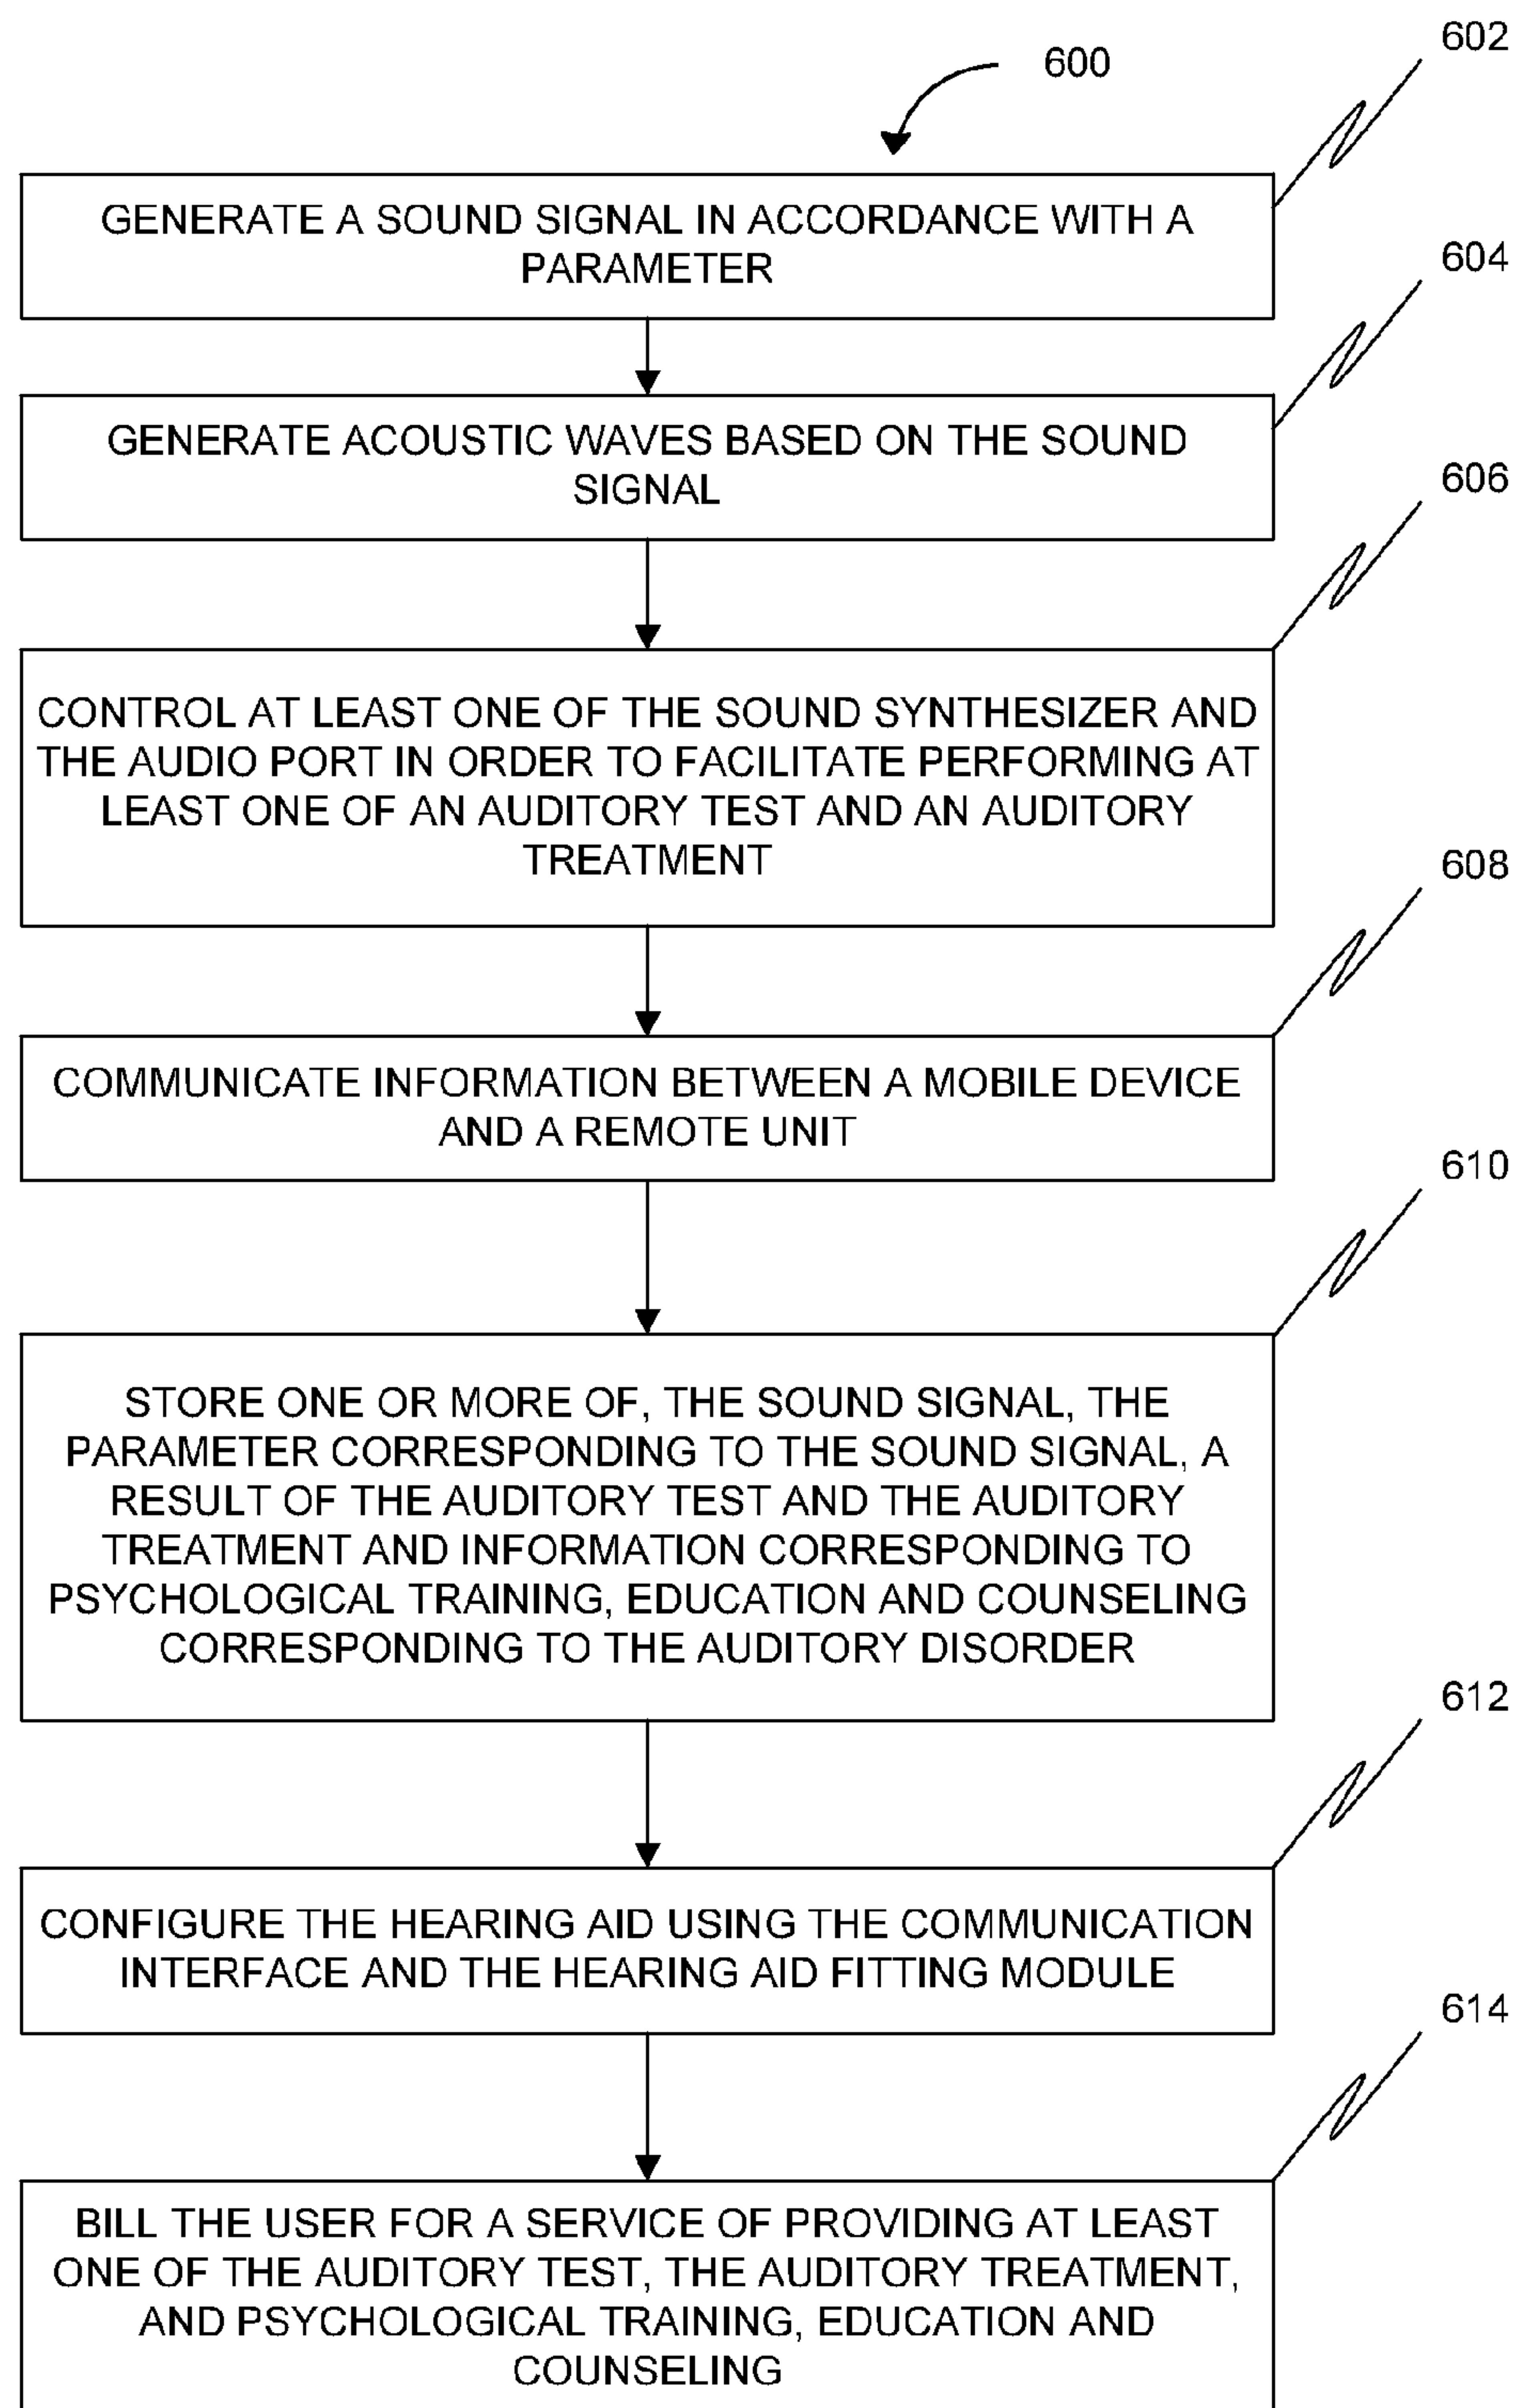 602
600
GENERATE A SOUND SIGNAL IN ACCORDANCE WITH A
PARAMETER
604
GENERATE ACOUSTIC WAVES BASED ON THE SOUND
SIGNAL
606
CONTROL AT LEAST ONE OF THE SOUND SYNTHESIZER AND
THE AUDIO PORT IN ORDER TO FACILITATE PERFORMING AT
LEAST ONE OF AN AUDITORY TEST AND AN AUDITORY
TREATMENT
608
COMMUNICATE INFORMATION BETWEEN A MOBILE DEVICE
AND A REMOTE UNIT
610
STORE ONE OR MORE OF, THE SOUND SIGNAL, THE
PARAMETER CORRESPONDING TO THE SOUND SIGNAL, A
RESULT OF THE AUDITORY TEST AND THE AUDITORY
TREATMENT AND INFORMATION CORRESPONDING TO
PSYCHOLOGICAL TRAINING, EDUCATION AND COUNSELING
CORRESPONDING TO THE AUDITORY DISORDER
612
CONFIGURE THE HEARING AID USING THE COMMUNICATION
INTERFACE AND THE HEARING AID FITTING MODULE
614
BILL THE USER FOR A SERVICE OF PROVIDING AT LEAST
ONE OF THE AUDITORY TEST, THE AUDITORY TREATMENT,
AND PSYCHOLOGICAL TRAINING, EDUCATION AND
COUNSELING